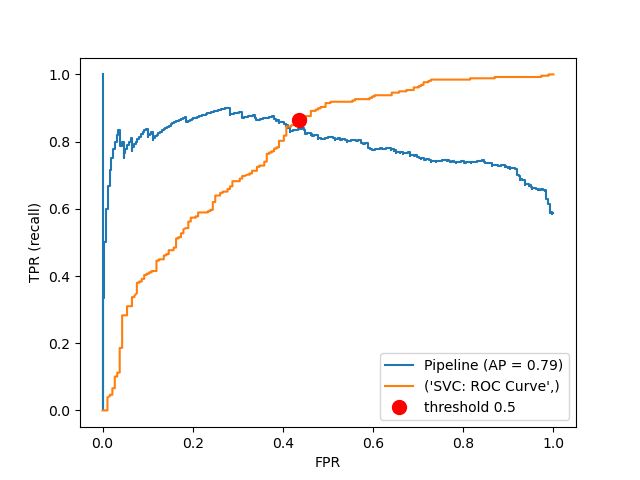 1.0
0.8
0.6
0.4
0.2
0.0
TPR (recall)
0.0 0.2 0.4 0.6 0.8 1.0
FPR
Pipeline (AP = 0.79)
('SVC: ROC Curve',)
threshold 0.5